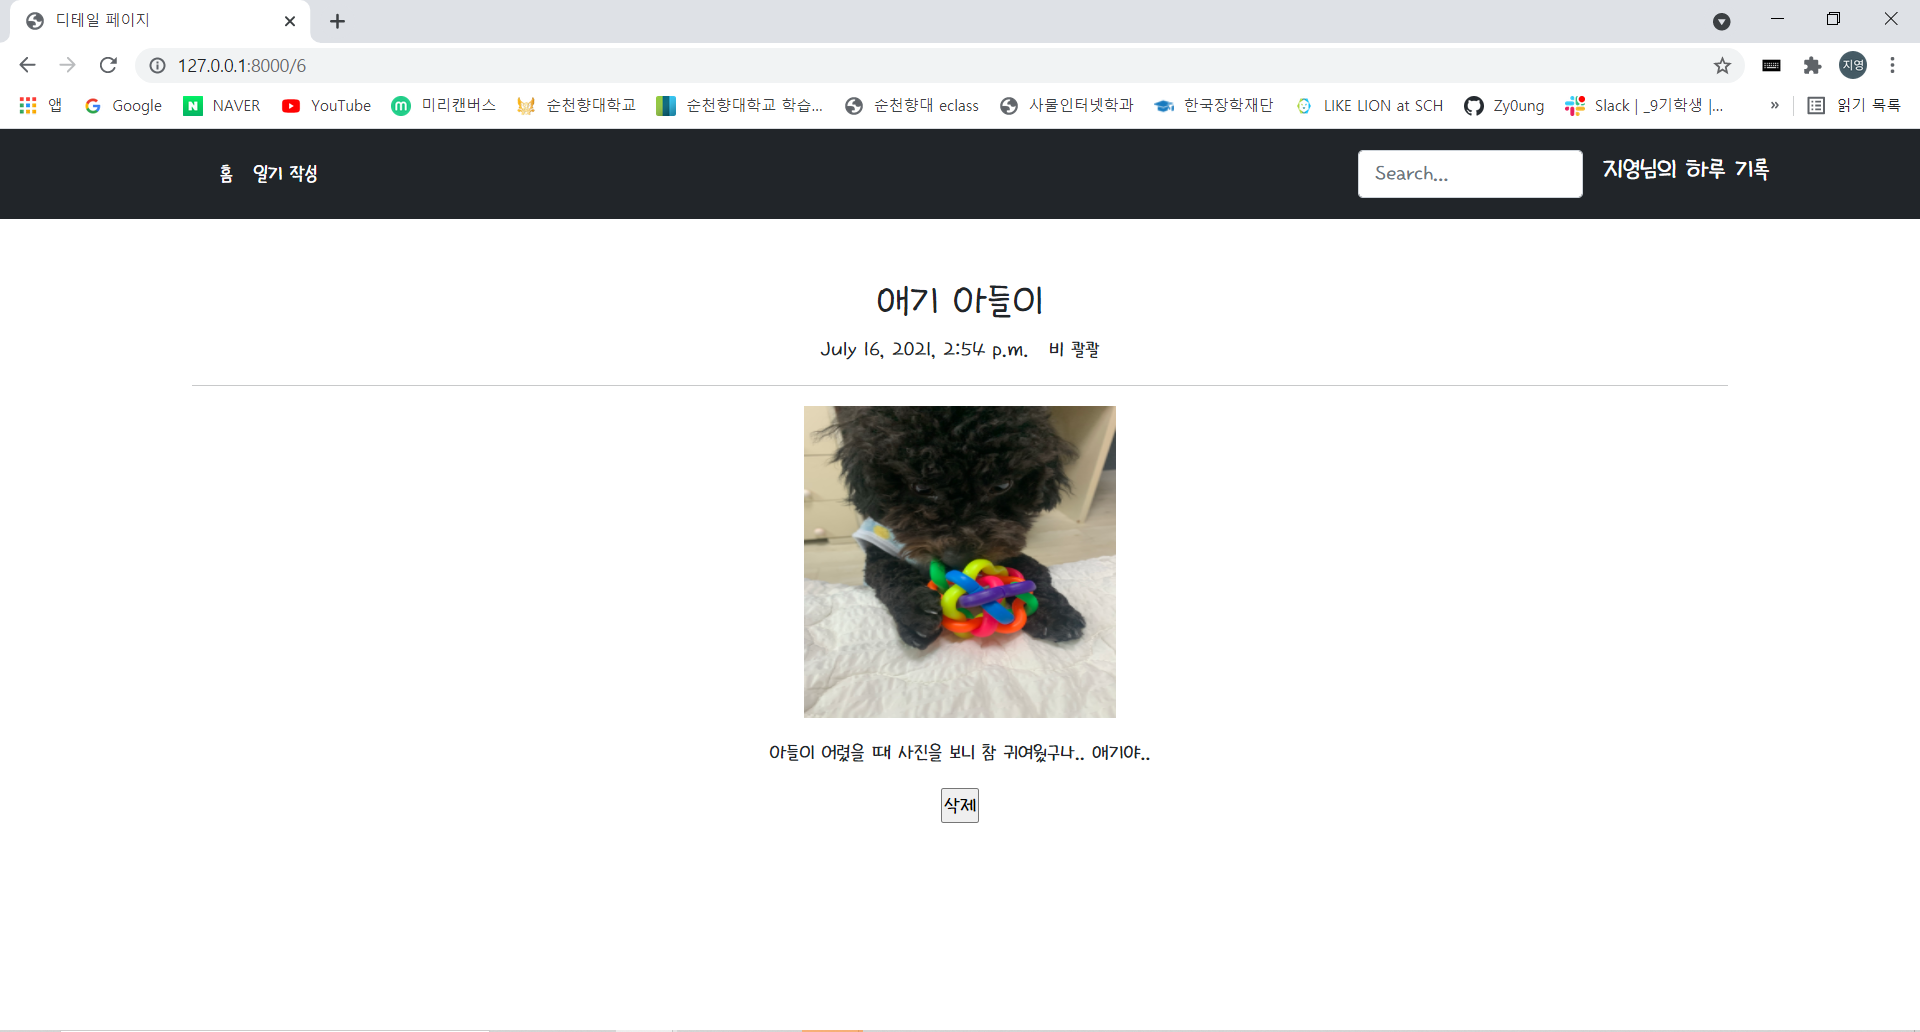 디테일 페이지
127.0.0.1:8000/6
지영
앱 Google NAVER YouTube 미리캔버스 순천향대학교 순천향대학교 학습... 순천향대 eclass 사물인터넷학과 한국장학재단 LIKE LION at SCH Zy0ung Slack | _9기학생 |... » 읽기 목록
홈 일기 작성 Search... 지영님의 하루 기록
애기 아들이
July 16, 2021, 2:54 p.m. 비 콸콸
아들이 어렸을 때 사진을 보니 참 귀여웠구나.. 애기야..
삭제